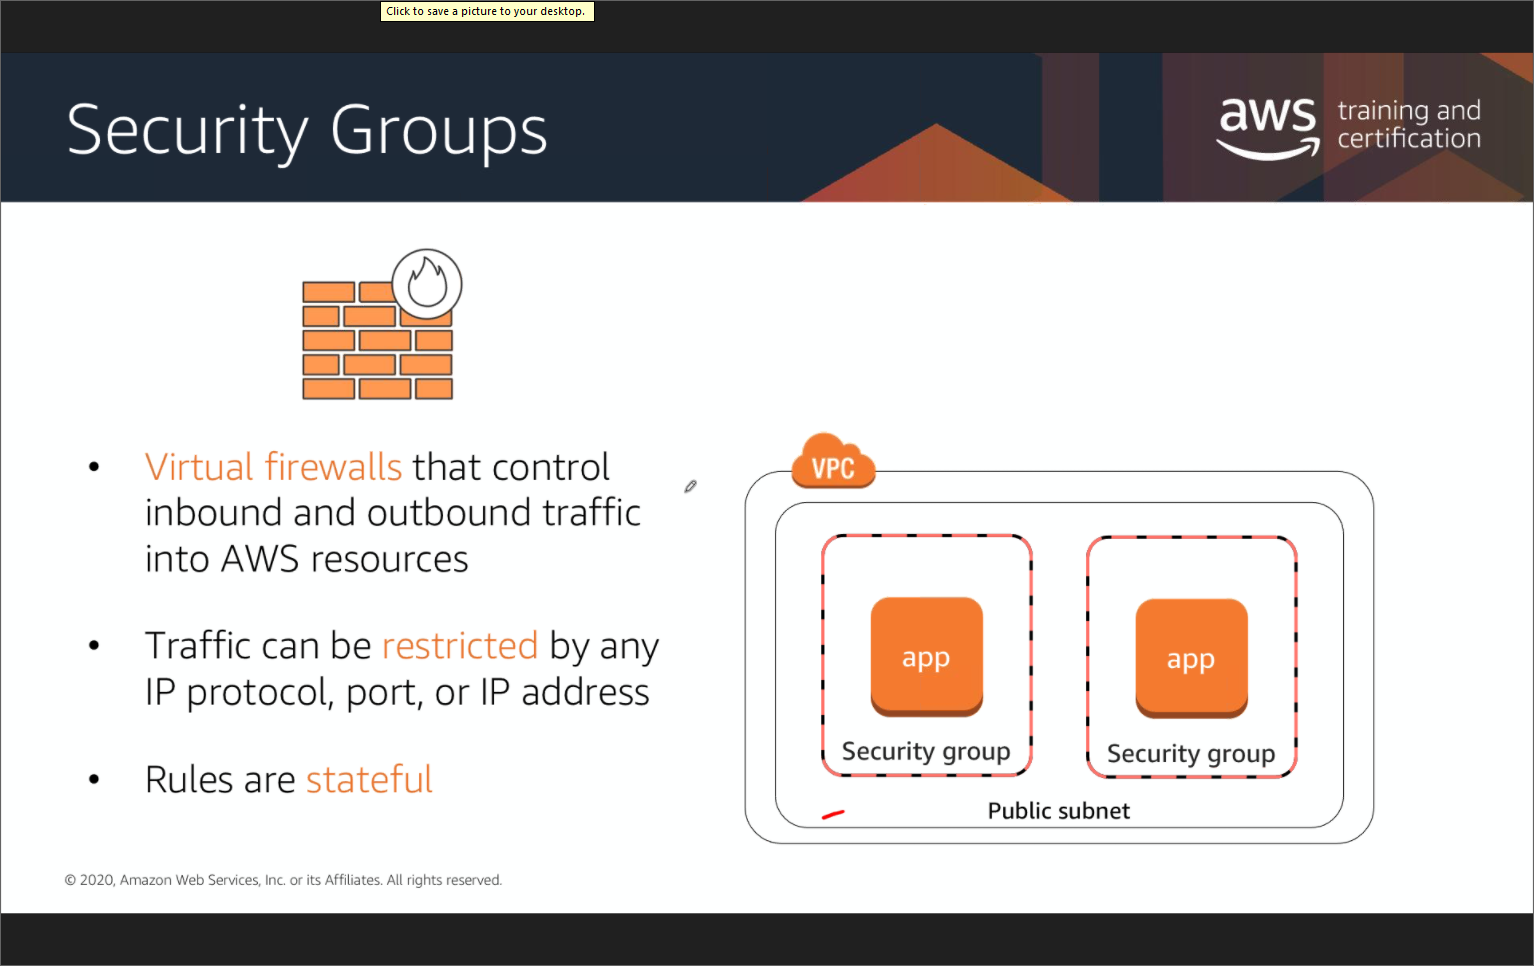 Click to save a picture to your desktop.
Security Groups
aws training and
certification
• Virtual firewalls that control
inbound and outbound traffic
into AWS resources
• Traffic can be restricted by any
IP protocol, port, or IP address
• Rules are stateful
VPC
app
Security group
app
Security group
Public subnet
© 2020, Amazon Web Services, Inc. or its Affiliates. All rights reserved.